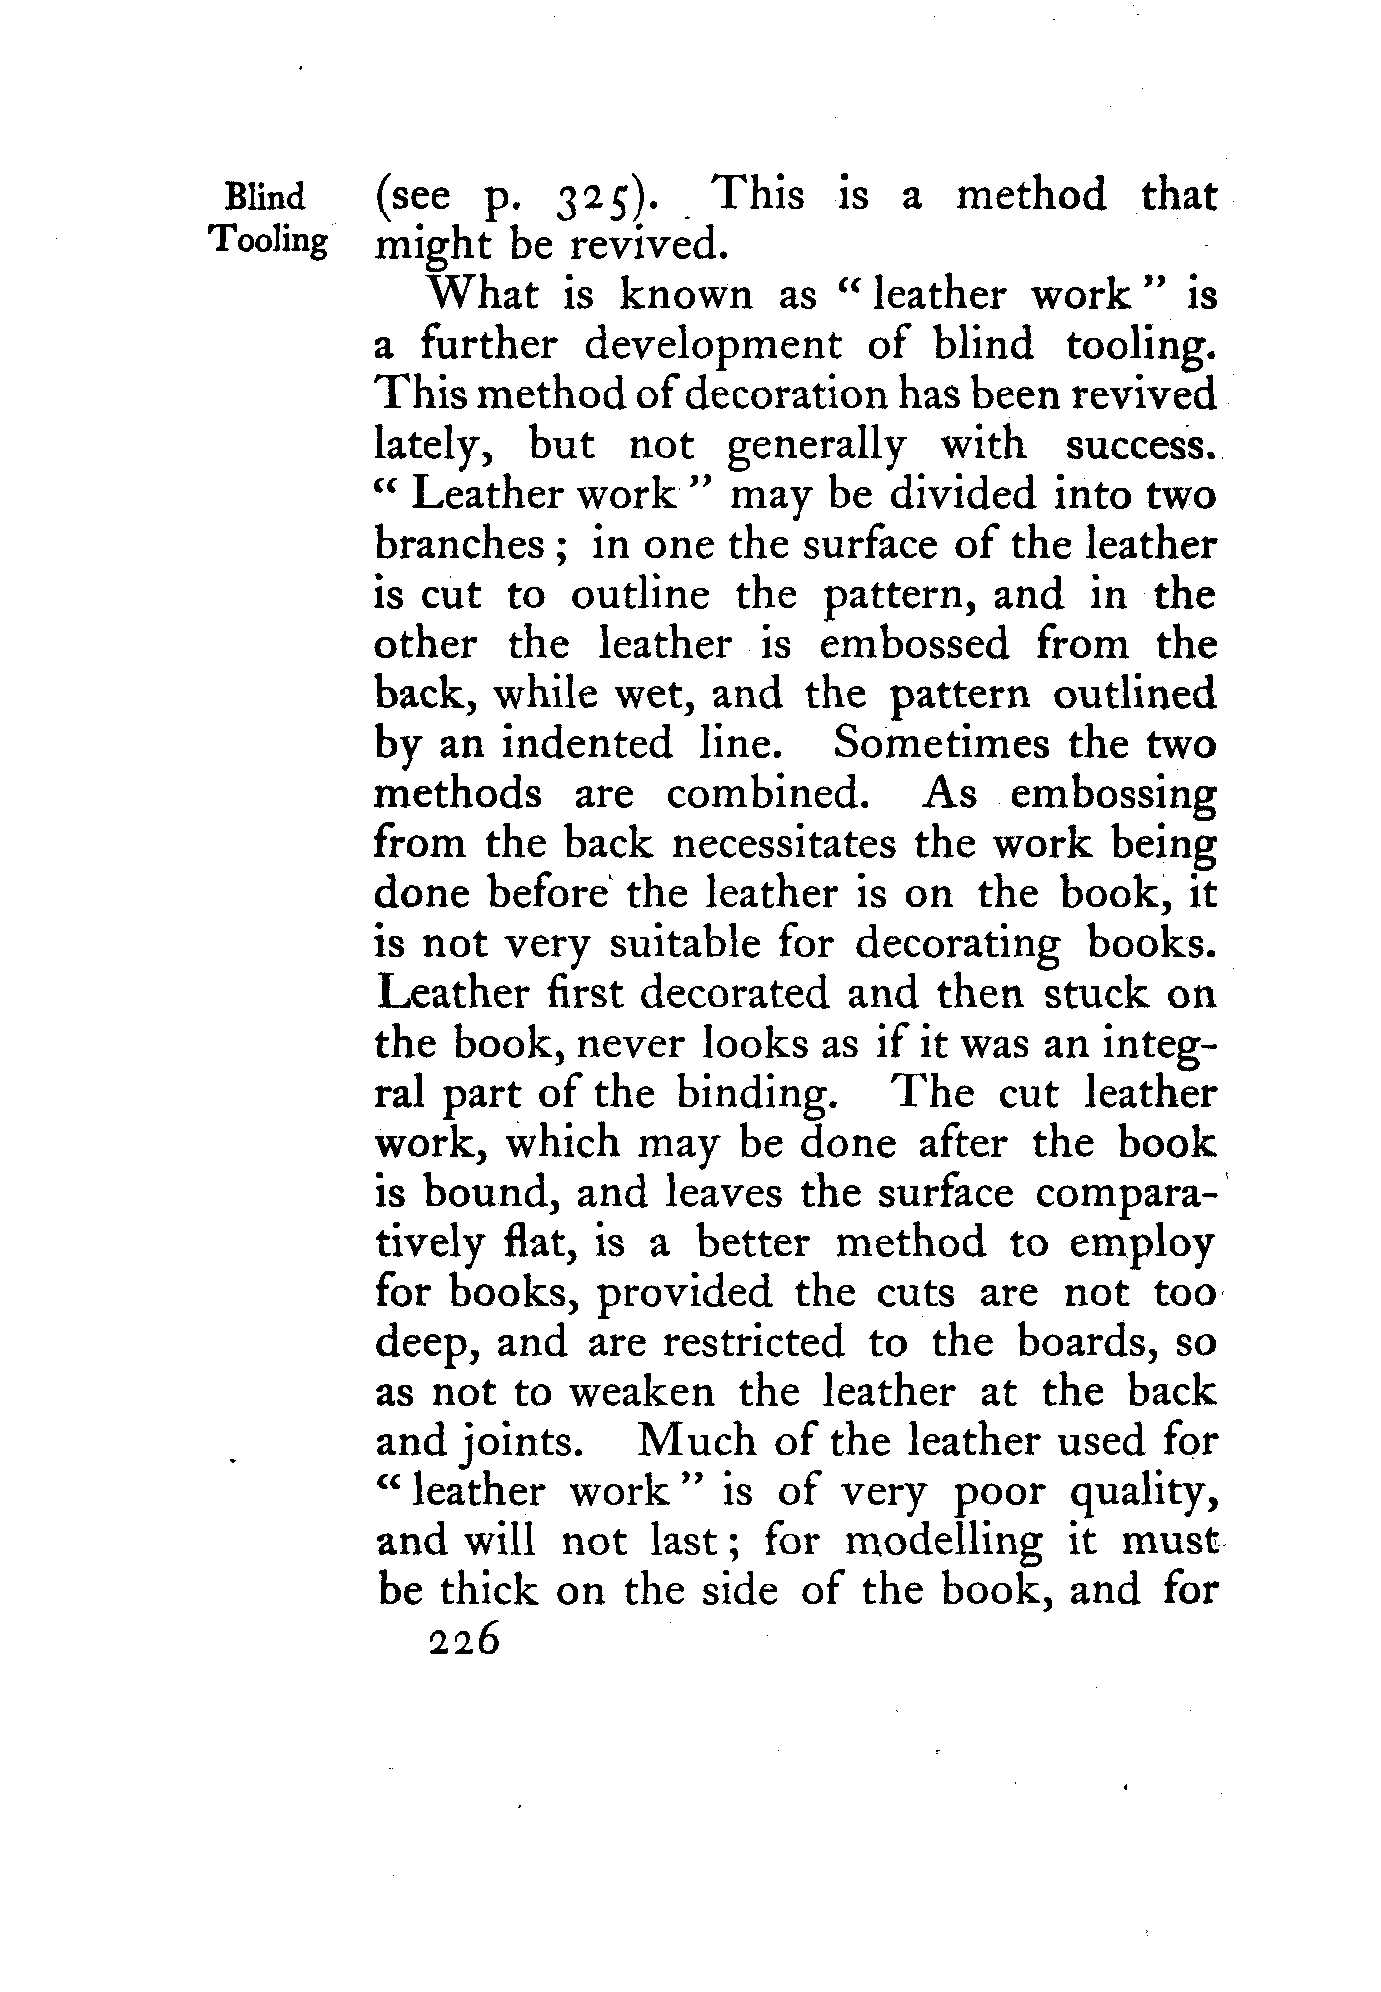 Blind
Tooling
(see p. 325). This is a method that
might be revived.
What is known as “ leather work ” is
a further development of blind tooling.
This method of decoration has been revived
lately, but not generally with success.
“ Leather work ” may be divided into two
branches ; in one the surface of the leather
is cut to outline the pattern, and in the
other the leather is embossed from the
back, while wet, and the pattern outlined
by an indented line. Sometimes the two
methods are combined. As embossing
from the back necessitates the work being
done before the leather is on the book, it
is not very suitable for decorating books.
Leather first decorated and then stuck on
the book, never looks as if it was an integ-
ral part of the binding. The cut leather
work, which may be done after the book
is bound, and leaves the surface compara-
tively flat, is a better method to employ
for books, provided the cuts are not too
deep, and are restricted to the boards, so
as not to weaken the leather at the back
and joints. Much of the leather used for
“ leather work ” is of very poor quality,
and will not last ; for modelling it must
be thick on the side of the book, and for
226